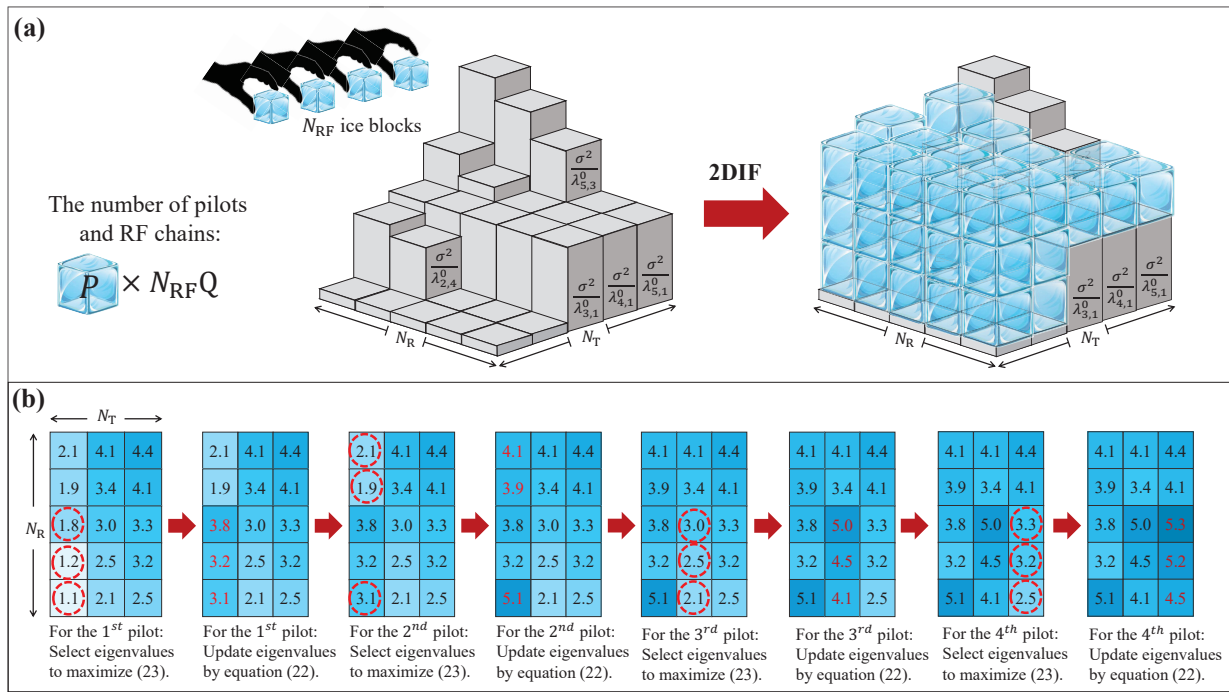 (a)
N_RF ice blocks
The number of pilots
and RF chains:
P × N_RF Q
σ²/λ⁰_{5,3}
σ²/λ⁰_{2,4}
σ²/λ⁰_{3,1}
σ²/λ⁰_{4,1}
σ²/λ⁰_{5,1}
N_R
N_T
2DIF
σ²/λ⁰_{3,1}
σ²/λ⁰_{4,1}
σ²/λ⁰_{5,1}
N_R
N_T
(b)
N_T
N_R
2.1 4.1 4.4
1.9 3.4 4.1
1.8 3.0 3.3
1.2 2.5 3.2
1.1 2.1 2.5
For the 1^st pilot:
Select eigenvalues
to maximize (23).
2.1 4.1 4.4
1.9 3.4 4.1
3.8 3.0 3.3
3.2 2.5 3.2
3.1 2.1 2.5
For the 1^st pilot:
Update eigenvalues
by equation (22).
2.1 4.1 4.4
1.9 3.4 4.1
3.8 3.0 3.3
3.2 2.5 3.2
3.1 2.1 2.5
For the 2^nd pilot:
Select eigenvalues
to maximize (23).
4.1 4.1 4.4
3.9 3.4 4.1
3.8 3.0 3.3
3.2 2.5 3.2
5.1 2.1 2.5
For the 2^nd pilot:
Update eigenvalues
by equation (22).
4.1 4.1 4.4
3.9 3.4 4.1
3.8 3.0 3.3
3.2 2.5 3.2
5.1 2.1 2.5
For the 3^rd pilot:
Select eigenvalues
to maximize (23).
4.1 4.1 4.4
3.9 3.4 4.1
3.8 5.0 3.3
3.2 4.5 3.2
5.1 4.1 2.5
For the 3^rd pilot:
Update eigenvalues
by equation (22).
4.1 4.1 4.4
3.9 3.4 4.1
3.8 5.0 3.3
3.2 4.5 3.2
5.1 4.1 2.5
For the 4^th pilot:
Select eigenvalues
to maximize (23).
4.1 4.1 4.4
3.9 3.4 4.1
3.8 5.0 5.3
3.2 4.5 5.2
5.1 4.1 4.5
For the 4^th pilot:
Update eigenvalues
by equation (22).